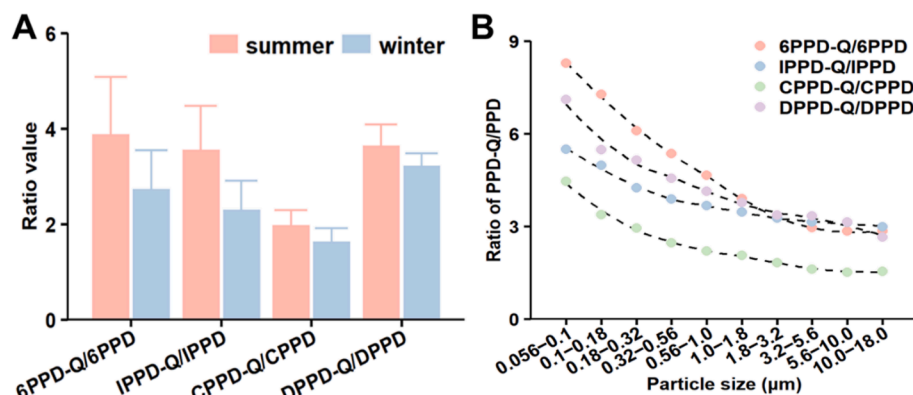 A
summer
winter
Ratio value
6
4
2
0
6PPD-Q/6PPD
IPPD-Q/IPPD
CPPD-Q/CPPD
DPPD-Q/DPPD
B
6PPD-Q/6PPD
IPPD-Q/IPPD
CPPD-Q/CPPD
DPPD-Q/DPPD
Ratio of PPD-Q/PPD
9
6
3
0
0.056–0.1
0.1–0.18
0.18–0.32
0.32–0.56
0.56–1.0
1.0–1.8
1.8–3.2
3.2–5.6
5.6–10.0
10.0–18.0
Particle size (μm)